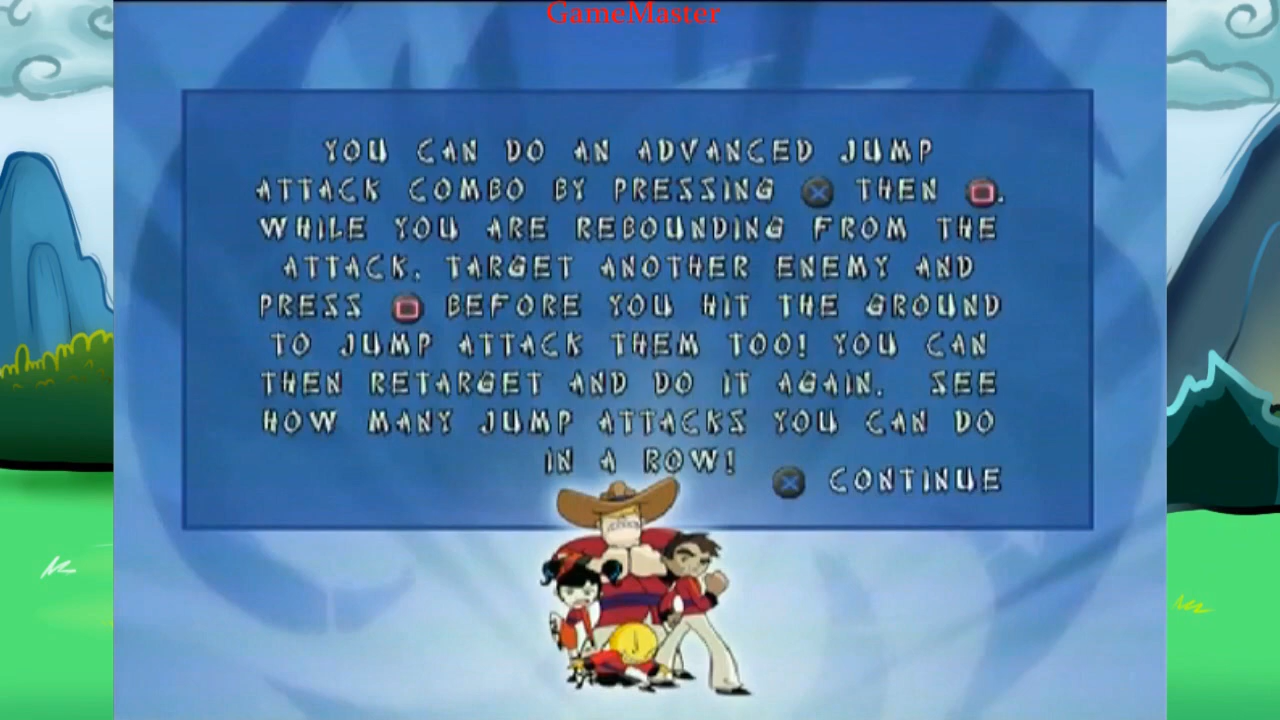 GameMaster
YOU CAN DO AN ADVANCED JUMP
ATTACK COMBO BY PRESSING THEN .
WHILE YOU ARE REBOUNDING FROM THE
ATTACK, TARGET ANOTHER ENEMY AND
PRESS BEFORE YOU HIT THE GROUND
TO JUMP ATTACK THEM TOO! YOU CAN
THEN RETARGET AND DO IT AGAIN. SEE
HOW MANY JUMP ATTACKS YOU CAN DO
IN A ROW!
CONTINUE